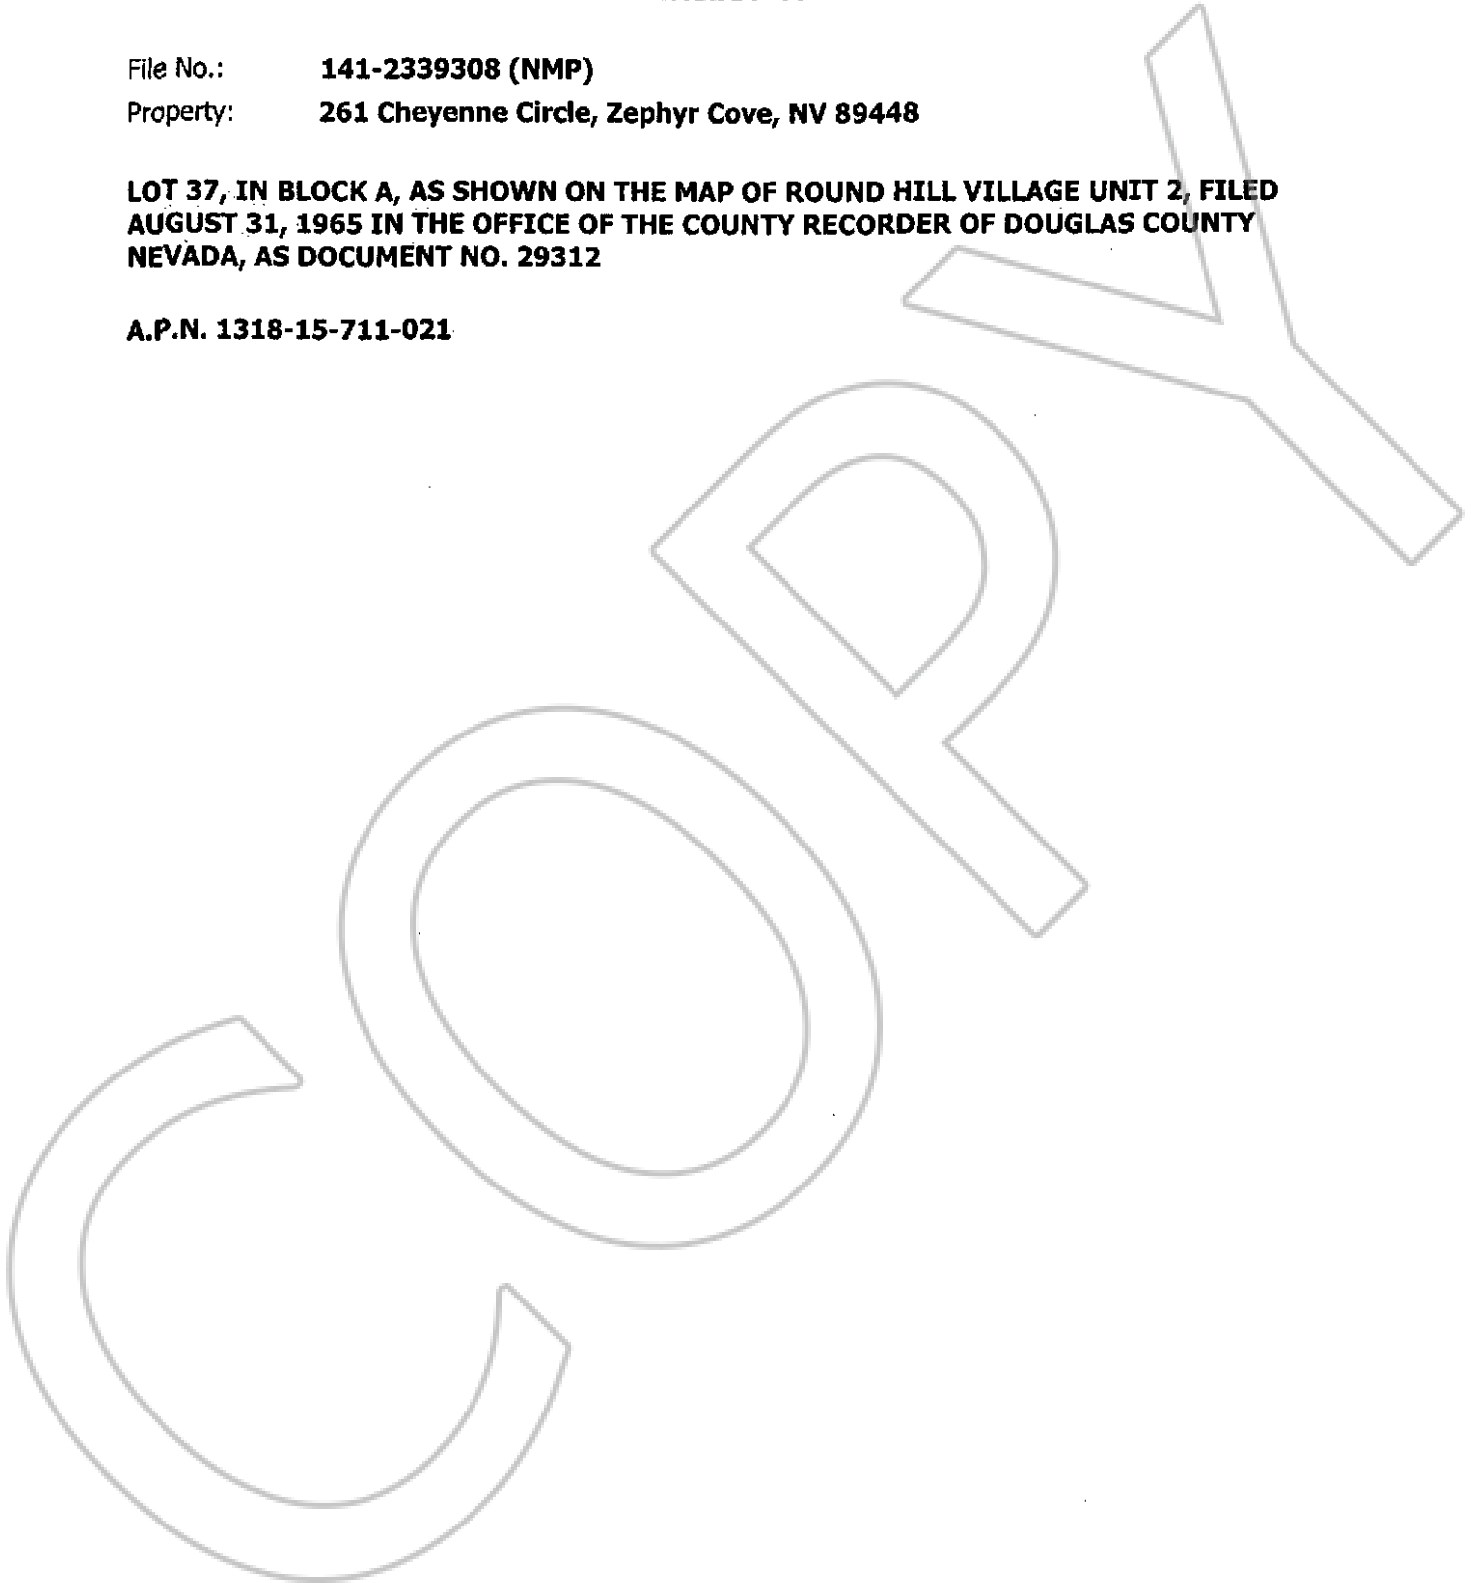 File No.: 141-2339308 (NMP)
Property: 261 Cheyenne Circle, Zephyr Cove, NV 89448
LOT 37, IN BLOCK A, AS SHOWN ON THE MAP OF ROUND HILL VILLAGE UNIT 2, FILED
AUGUST 31, 1965 IN THE OFFICE OF THE COUNTY RECORDER OF DOUGLAS COUNTY
NEVADA, AS DOCUMENT NO. 29312
A.P.N. 1318-15-711-021
COPY